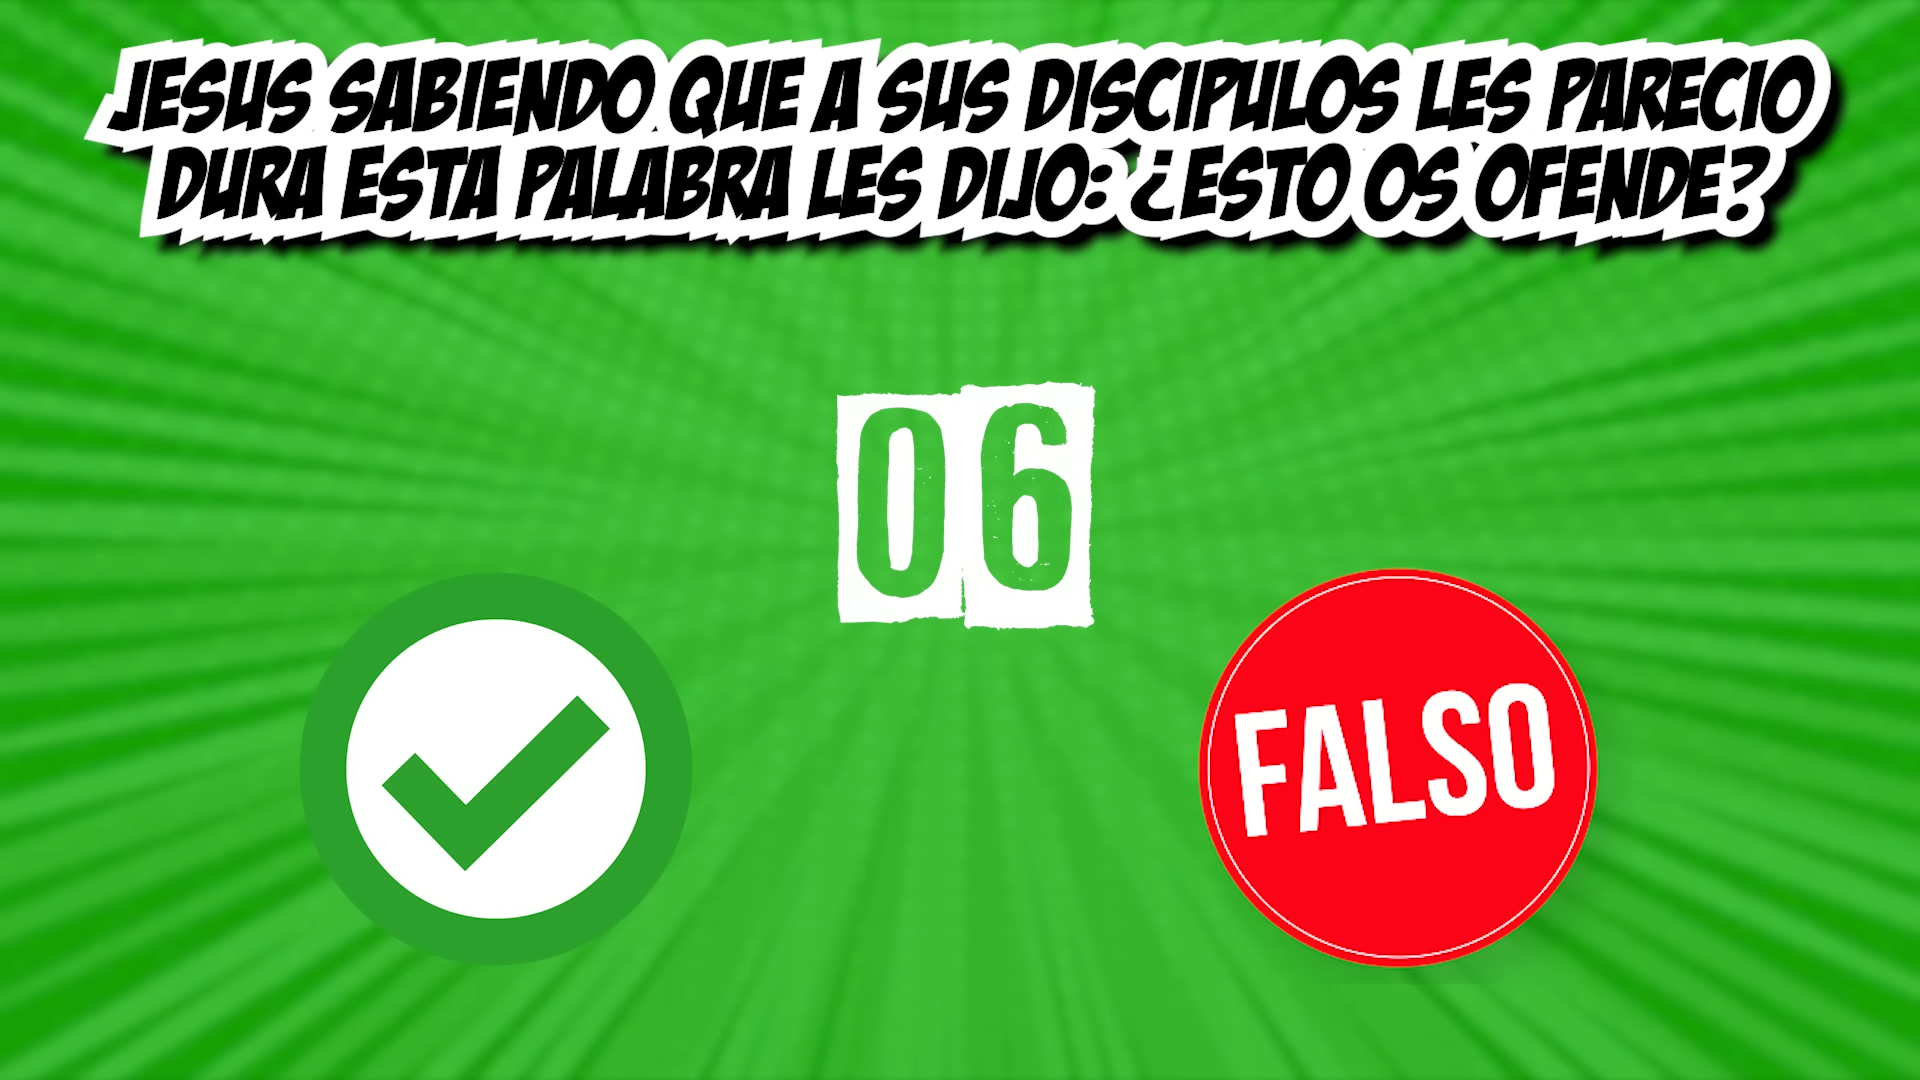 JESUS SABIENDO QUE A SUS DISCIPULOS LES PARECIO
DURA ESTA PALABRA LES DIJO: ¿ESTO OS OFENDE?
06
FALSO